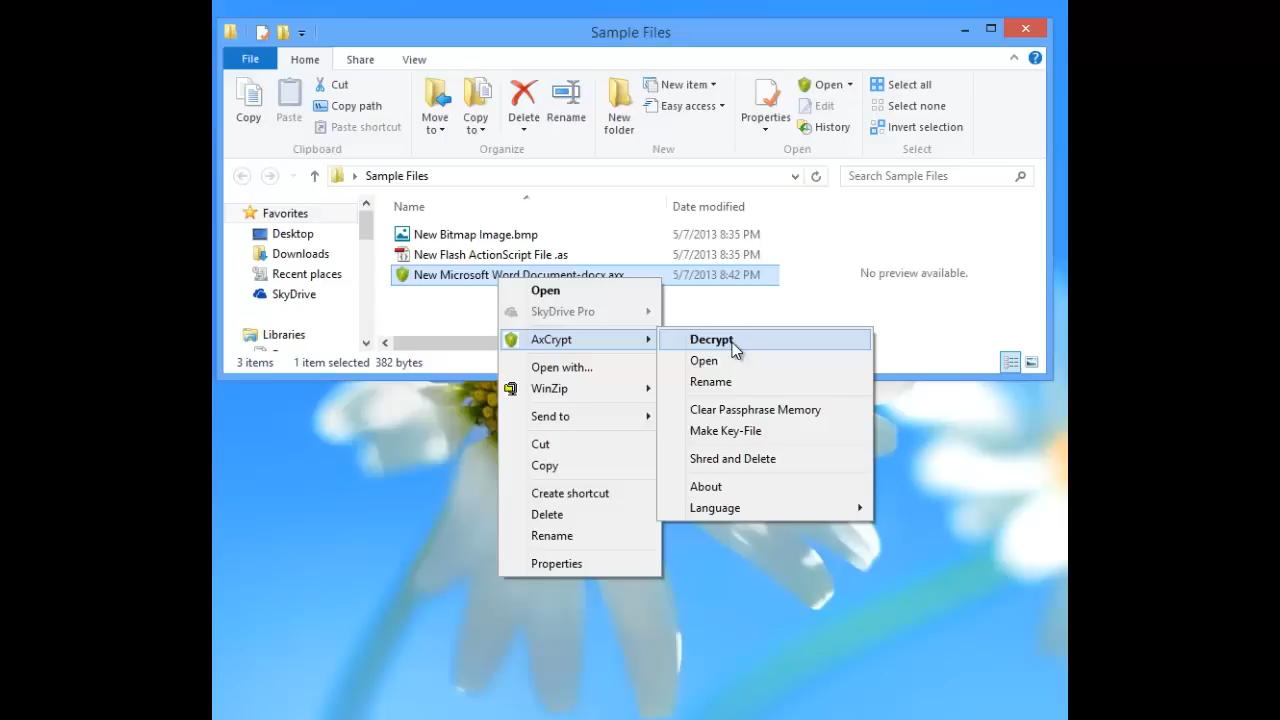 Sample Files
File Home Share View
Copy
Paste
Cut
Copy path
Paste shortcut
Clipboard
Move to
Copy to
Delete
Rename
Organize
New folder
New item
Easy access
New
Properties
Open
Edit
History
Open
Select all
Select none
Invert selection
Select
Sample Files
Search Sample Files
Favorites
Desktop
Downloads
Recent places
SkyDrive
Libraries
Name Date modified
New Bitmap Image.bmp 5/7/2013 8:35 PM
New Flash ActionScript File .as 5/7/2013 8:35 PM
New Microsoft Word Document-docx.axx 5/7/2013 8:42 PM
No preview available.
3 items 1 item selected 382 bytes
Open
SkyDrive Pro
AxCrypt
Open with...
WinZip
Send to
Cut
Copy
Create shortcut
Delete
Rename
Properties
Decrypt
Open
Rename
Clear Passphrase Memory
Make Key-File
Shred and Delete
About
Language